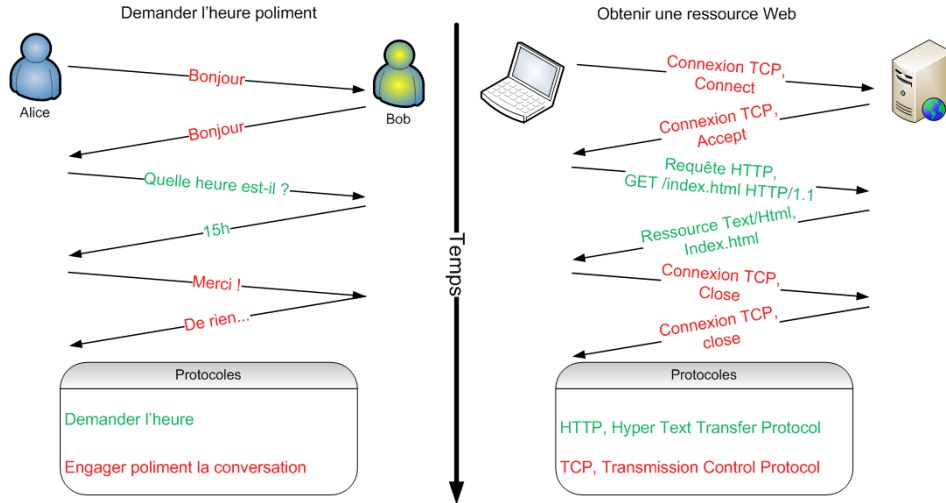 Demander l'heure poliment
Alice
Bob
Bonjour
Bonjour
Quelle heure est-il ?
15h
Merci !
De rien...
Protocoles
Demander l'heure
Engager poliment la conversation
Temps
Obtenir une ressource Web
Connexion TCP,
Connect
Connexion TCP,
Accept
Requête HTTP,
GET /index.html HTTP/1.1
Ressource Text/Html,
Index.html
Connexion TCP,
Close
Connexion TCP,
close
Protocoles
HTTP, Hyper Text Transfer Protocol
TCP, Transmission Control Protocol